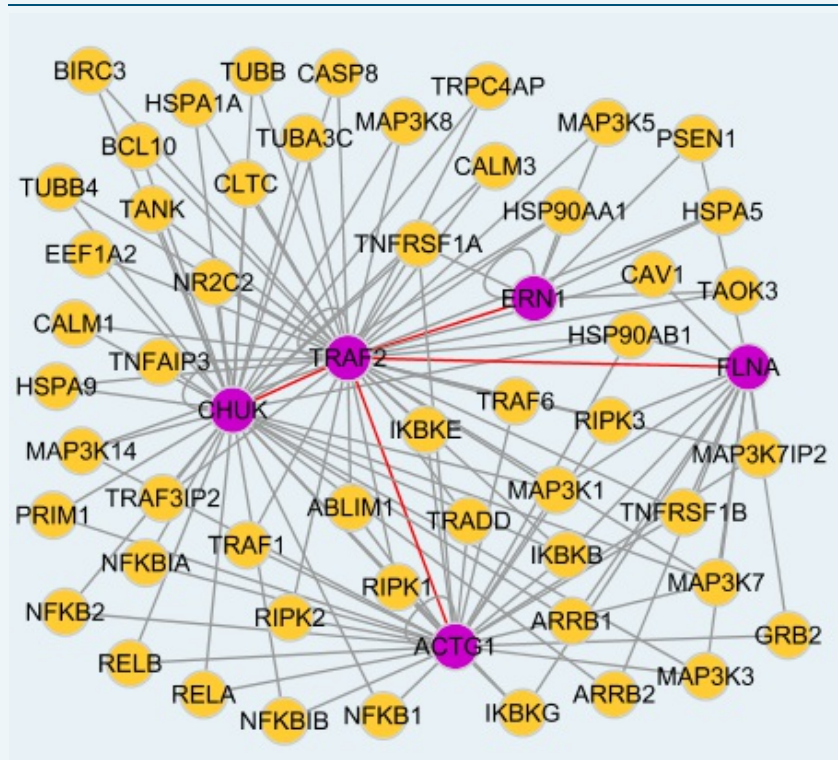 BIRC3
TUBB
CASP8
TRPC4AP
HSPA1A
MAP3K8
MAP3K5
BCL10
TUBA3C
PSEN1
CALM3
TUBB4
CLTC
TANK
HSP90AA1
HSPA5
EEF1A2
TNFRSF1A
NR2C2
CAV1
TAOK3
ERN1
CALM1
HSP90AB1
TNFAIP3
TRAF2
FLNA
HSPA9
CHUK
TRAF6
RIPK3
IKBKE
MAP3K14
MAP3K7IP2
MAP3K1
TRAF3IP2
ABLIM1
PRIM1
TRADD
TNFRSF1B
TRAF1
NFKBIA
IKBKB
RIPK1
MAP3K7
NFKB2
RIPK2
ARRB1
ACTG1
GRB2
RELB
MAP3K3
RELA
ARRB2
NFKBIB
NFKB1
IKBKG